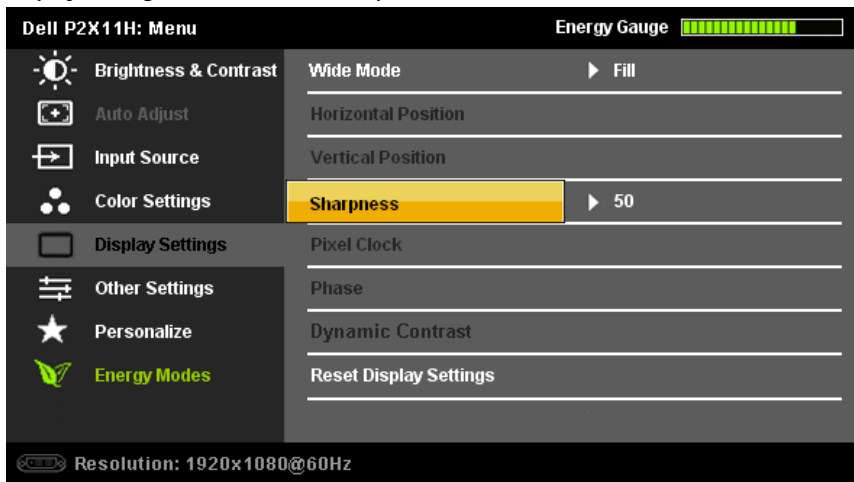 Dell P2X11H: Menu Energy Gauge
Brightness & Contrast Wide Mode Fill
Auto Adjust Horizontal Position
Input Source Vertical Position
Color Settings Sharpness 50
Display Settings Pixel Clock
Other Settings Phase
Personalize Dynamic Contrast
Energy Modes Reset Display Settings
Resolution: 1920x1080@60Hz